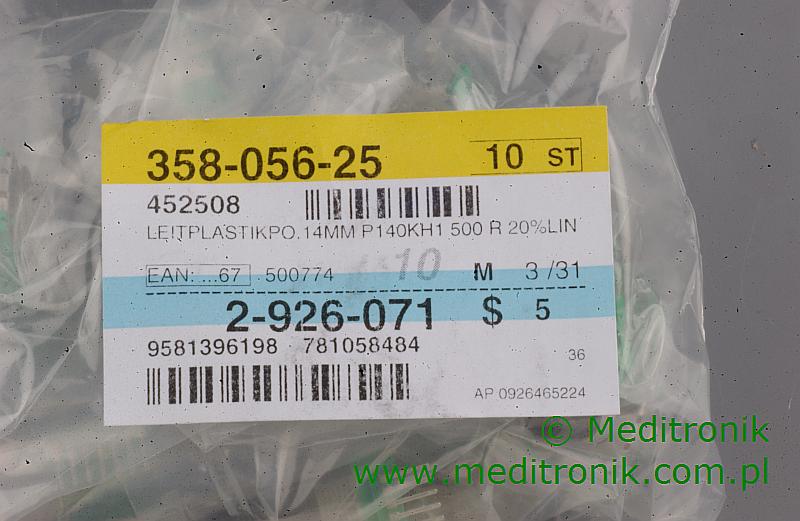 358-056-25 10 ST
452508
LEITPLASTIKPO.14MM P140KH1 500 R 20%LIN
10
EAN: ...67 .500774 M 3 /31
2-926-071 $ 5
9581396198 781058484
36
AP 0926465224
© Meditronik
www.meditronik.com.pl